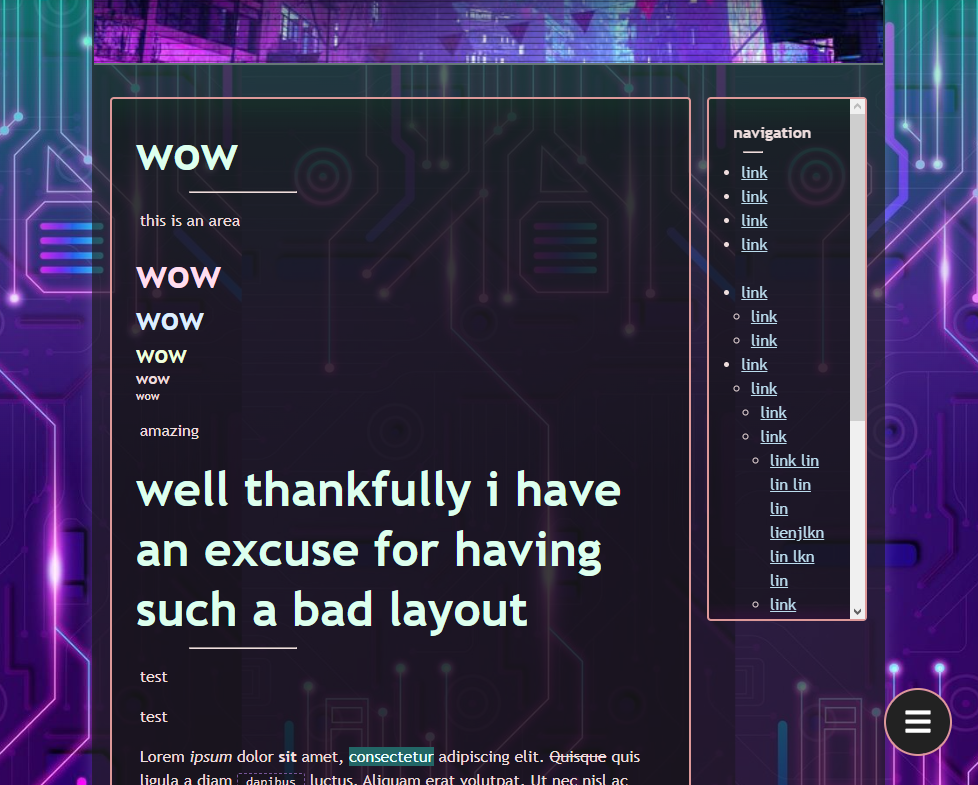 wow
this is an area
wow
wow
wow
wow
wow
amazing
well thankfully i have
an excuse for having
such a bad layout
test
test
Lorem ipsum dolor sit amet, consectetur adipiscing elit. Quisque quis
ligula a diam dapibus luctus. Aliquam erat volutpat. Ut nec nisl ac
navigation
link
link
link
link
link
link
link
link
link
link
link
link lin
lin lin
lin
lienjlkn
lin lkn
lin
link